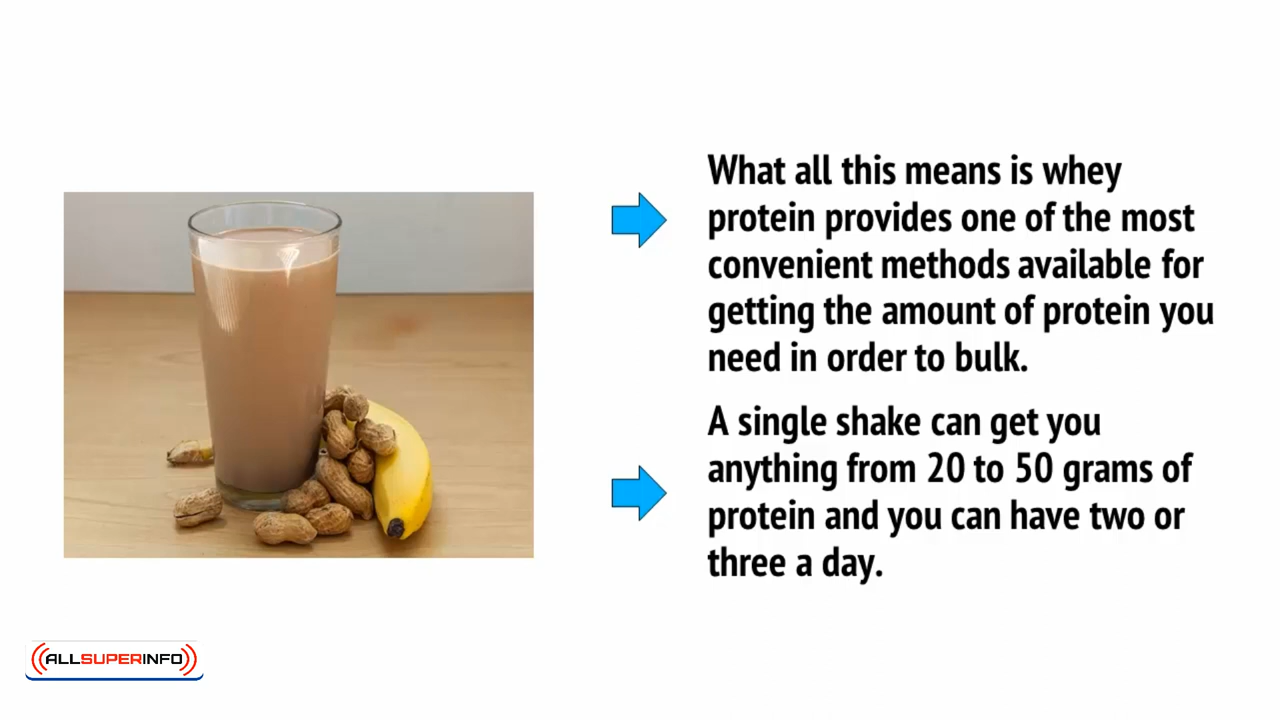 What all this means is whey
protein provides one of the most
convenient methods available for
getting the amount of protein you
need in order to bulk.
A single shake can get you
anything from 20 to 50 grams of
protein and you can have two or
three a day.
ALLSUPERINFO